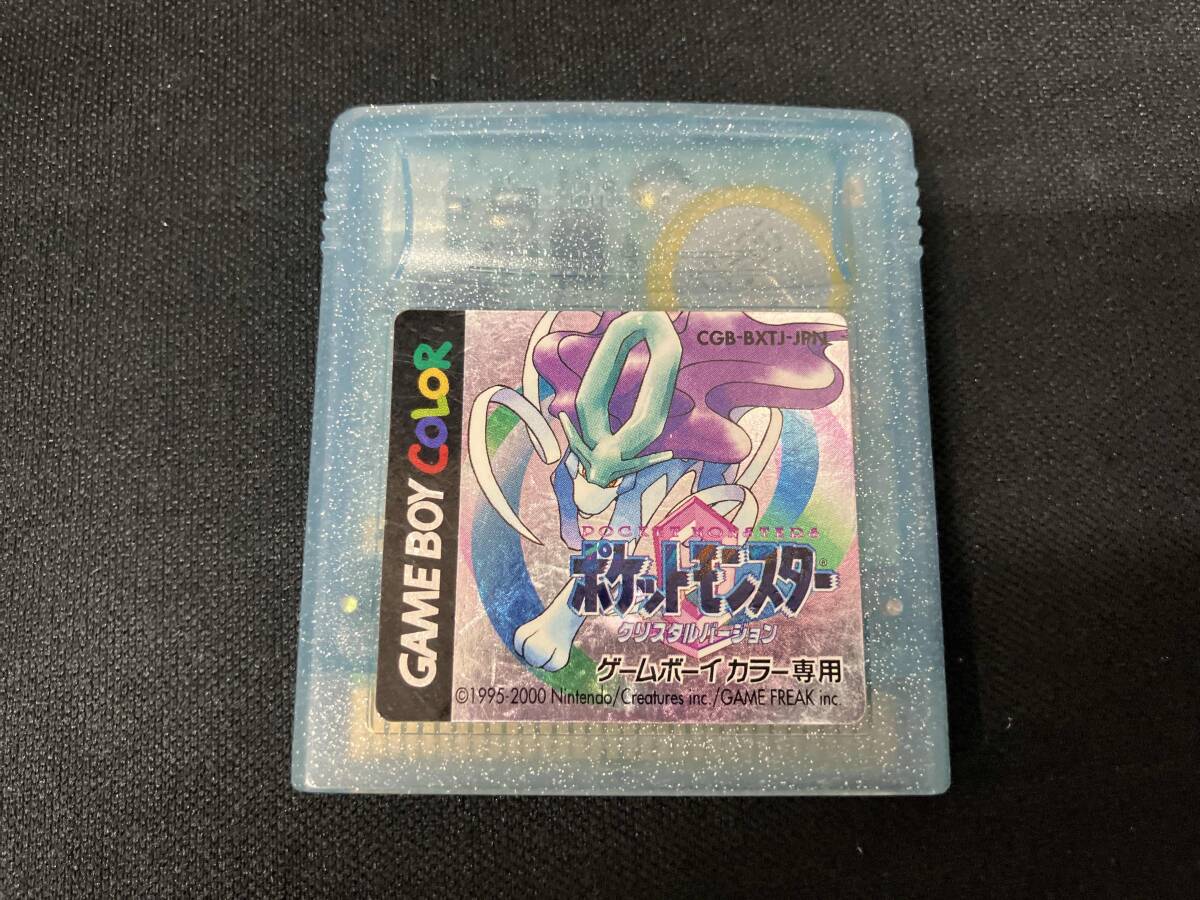 GAME BOY COLOR
CGB-BXTJ-JPN
POCKET MONSTERS
ポケットモンスター®
クリスタルバージョン
ゲームボーイ カラー専用
©1995-2000 Nintendo/Creatures inc./GAME FREAK inc.